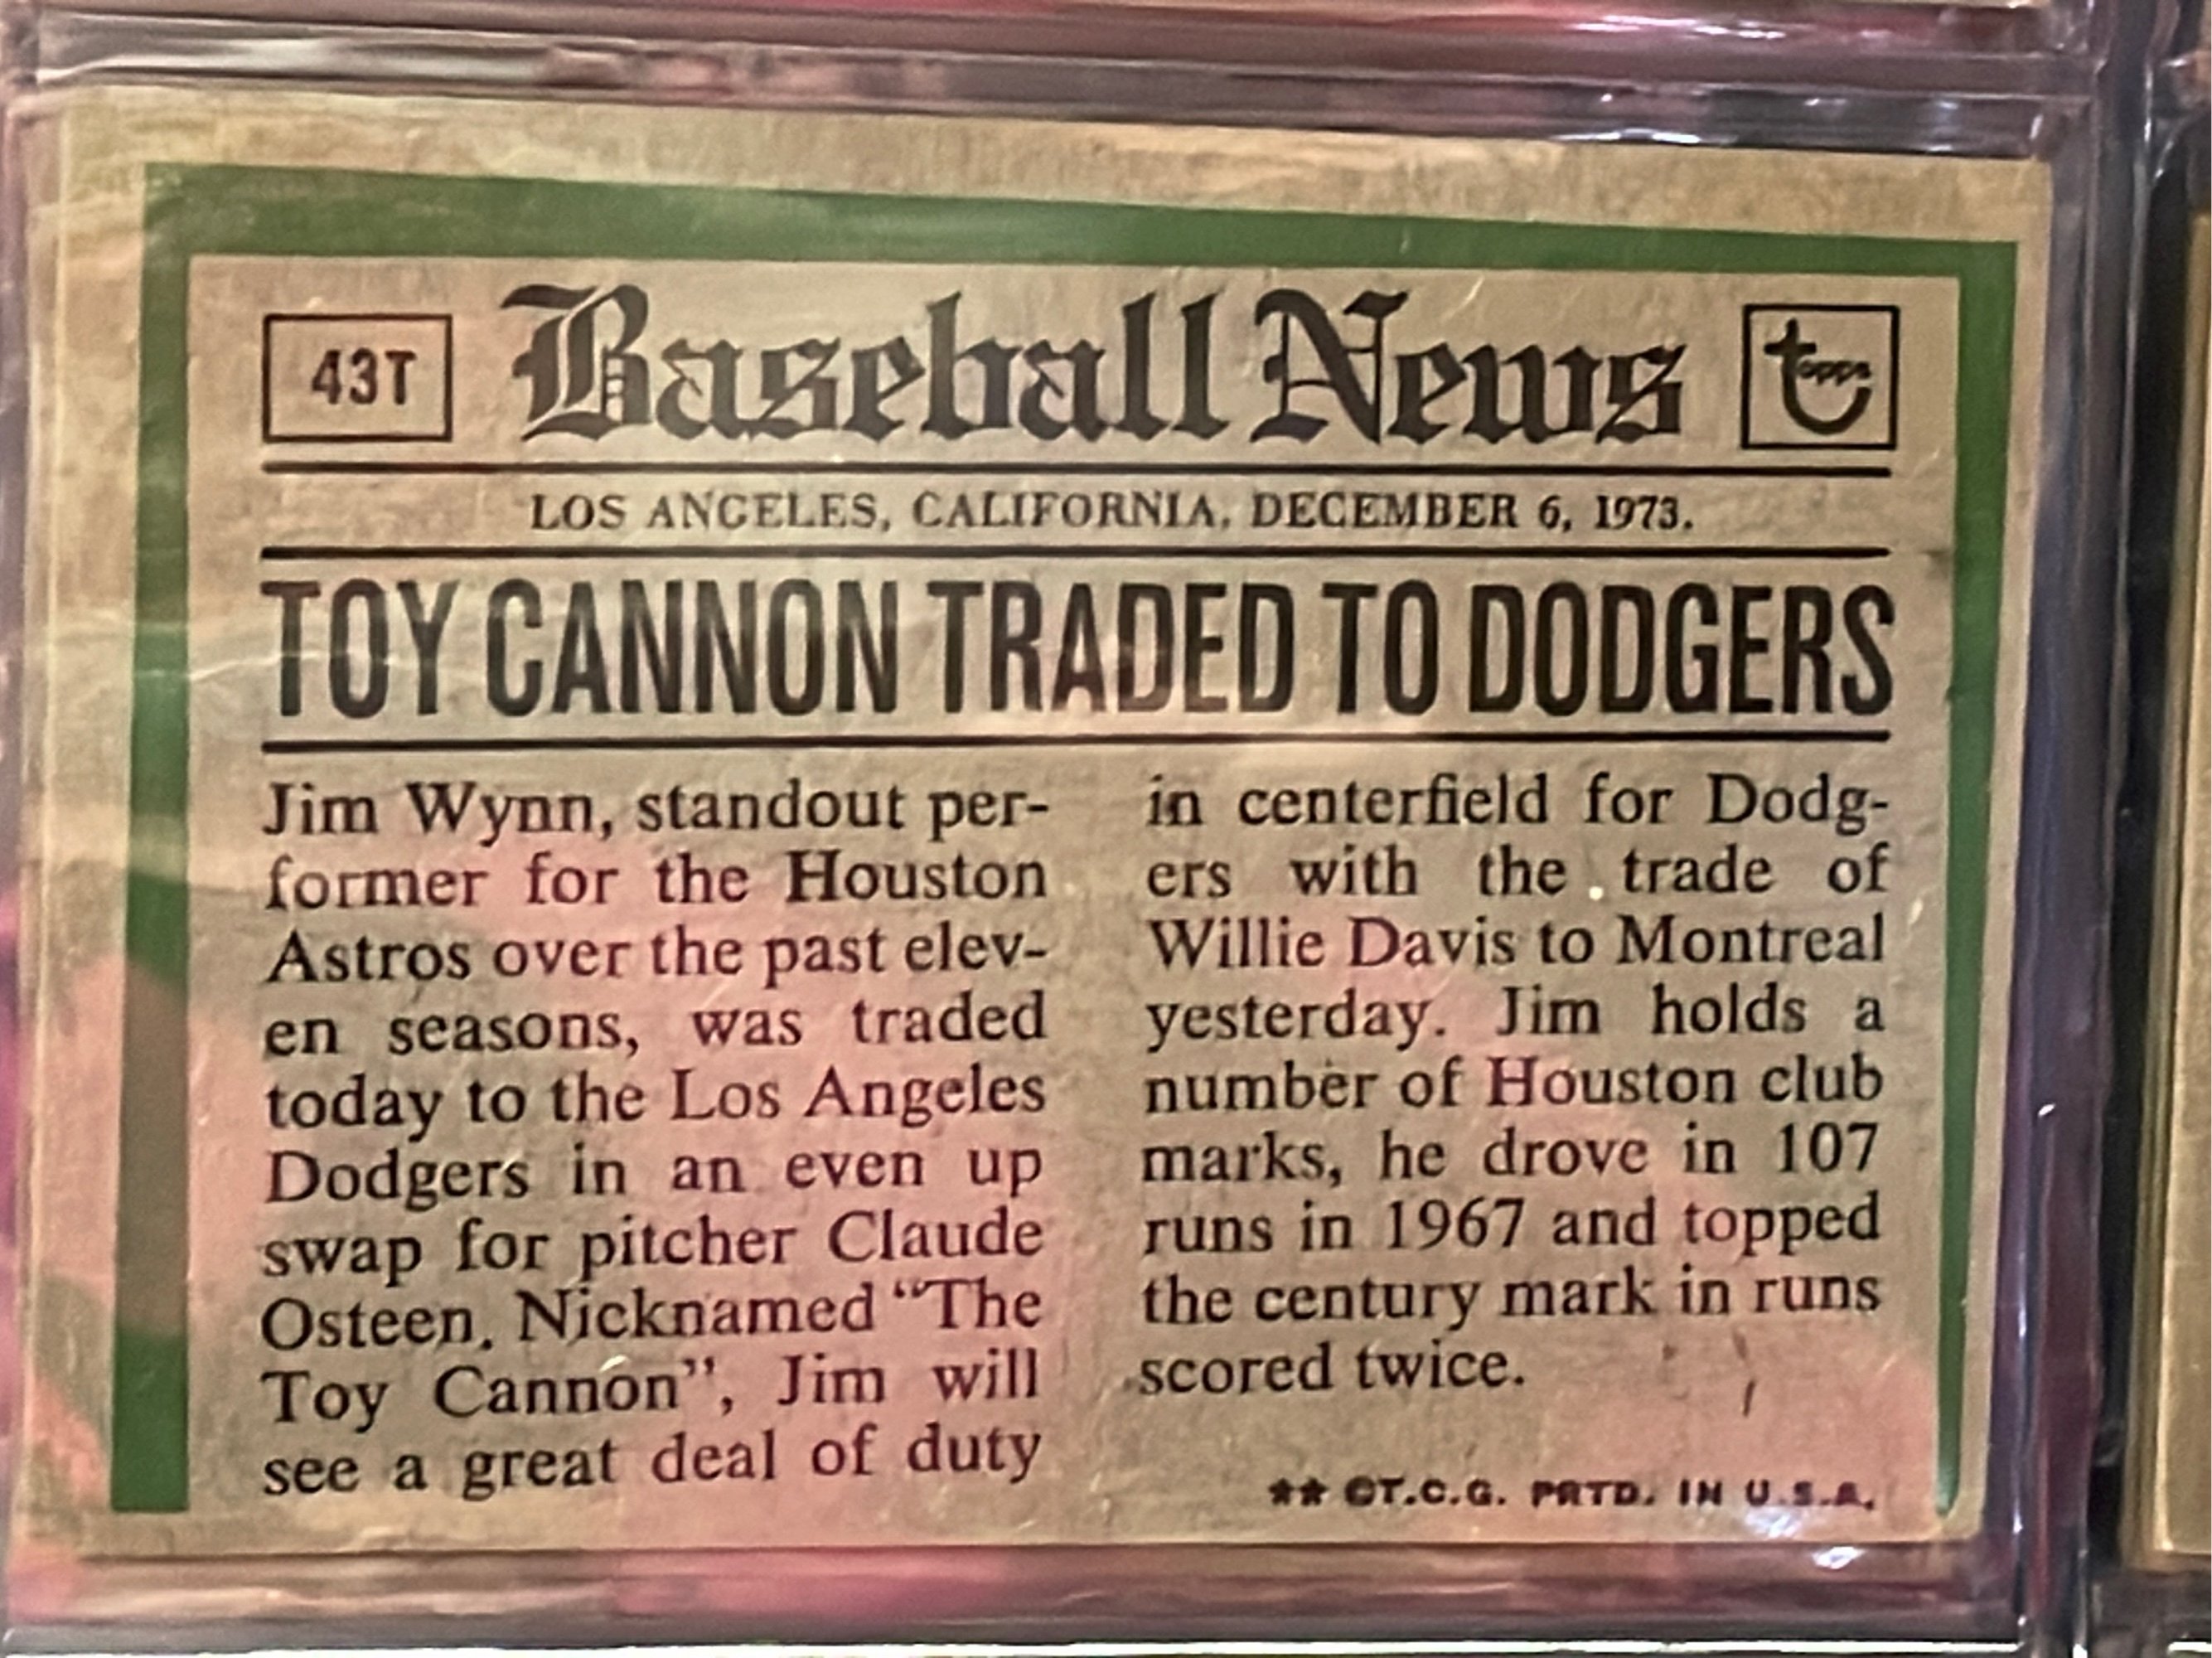 43T
Baseball News
topps
LOS ANGELES, CALIFORNIA, DECEMBER 6, 1973.
TOY CANNON TRADED TO DODGERS
Jim Wynn, standout per-
former for the Houston
Astros over the past elev-
en seasons, was traded
today to the Los Angeles
Dodgers in an even up
swap for pitcher Claude
Osteen. Nicknamed “The
Toy Cannon”, Jim will
see a great deal of duty
in centerfield for Dodg-
ers with the trade of
Willie Davis to Montreal
yesterday. Jim holds a
number of Houston club
marks, he drove in 107
runs in 1967 and topped
the century mark in runs
scored twice.
** ©T.C.G. PRTD. IN U.S.A.